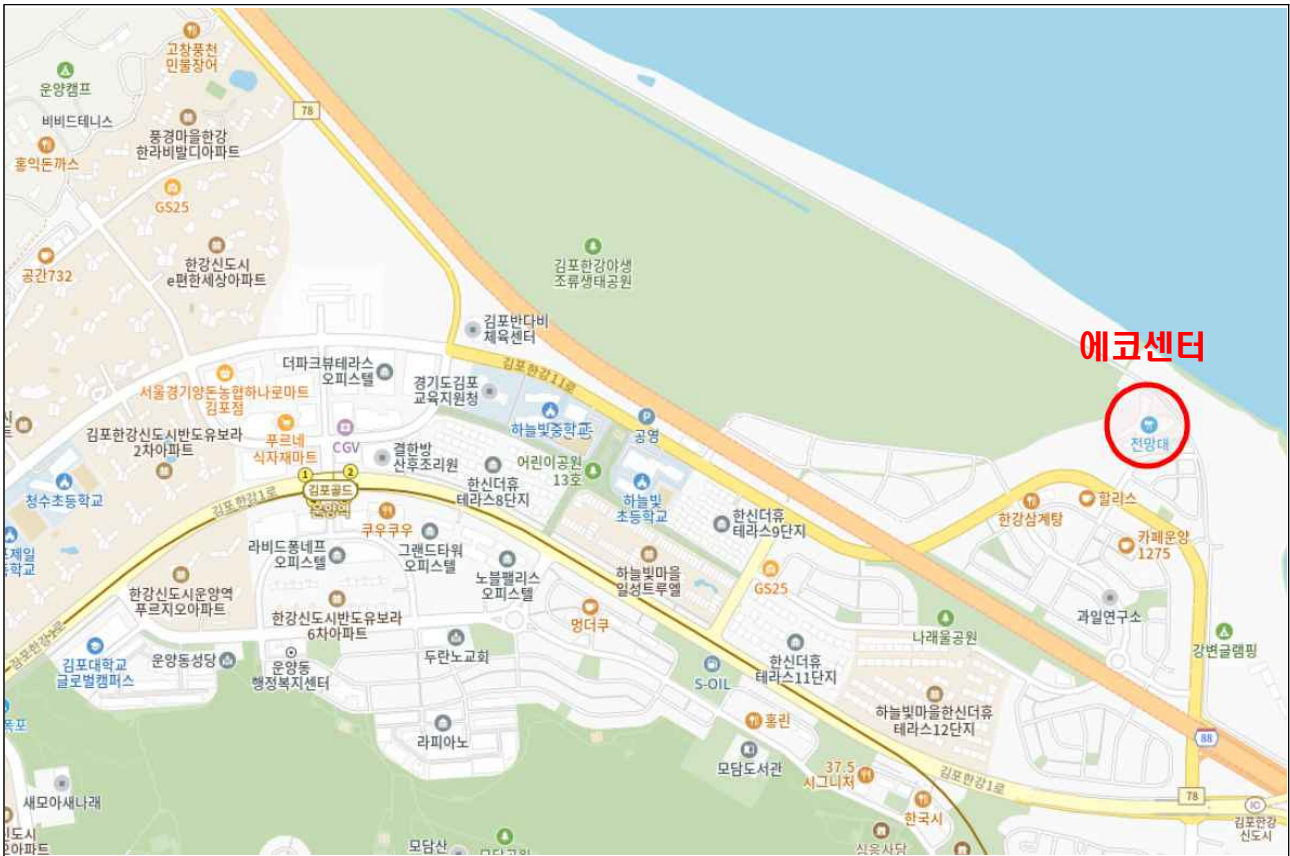 고창풍천
민물장어
운양캠프
비비드테니스
홍익돈까스
풍경마을한강
한라비발디아파트
78
GS25
한강신도시
e편한세상아파트
공간732
김포한강야생
조류생태공원
김포반다비
체육센터
에코센터
전망대
더파크뷰테라스
오피스텔
서울경기양돈농협하나로마트
김포점
경기도김포
교육지원청
김포한강11로
하늘빛중학교
공영
김포한강신도시반도유보라
2차아파트
푸르네
식자재마트
CGV
결한방
산후조리원
한신더휴
테라스8단지
어린이공원
13호
하늘빛
초등학교
한신더휴
테라스9단지
한강삼계탕
할리스
카페운양
1275
청수초등학교
김포한강1로
1
2
김포골드
운양역
쿠우쿠우
그랜드타워
오피스텔
라비드퐁네프
오피스텔
노블팰리스
오피스텔
하늘빛마을
일성트루엘
GS25
과일연구소
나래울공원
강변글램핑
한강신도시운양역
푸르지오아파트
한강신도시반도유보라
6차아파트
멍더쿠
김포한강1로
김포대학교
글로벌캠퍼스
운양동성당
운양동
행정복지센터
두란노교회
S-OIL
한신더휴
테라스11단지
하늘빛마을한신더휴
테라스12단지
88
라피아노
홍린
모담도서관
37.5
시그니처
한국시
김포한강1로
78
IC
김포한강
신도시
새모아새나래
모담산
모담공원
심응사당